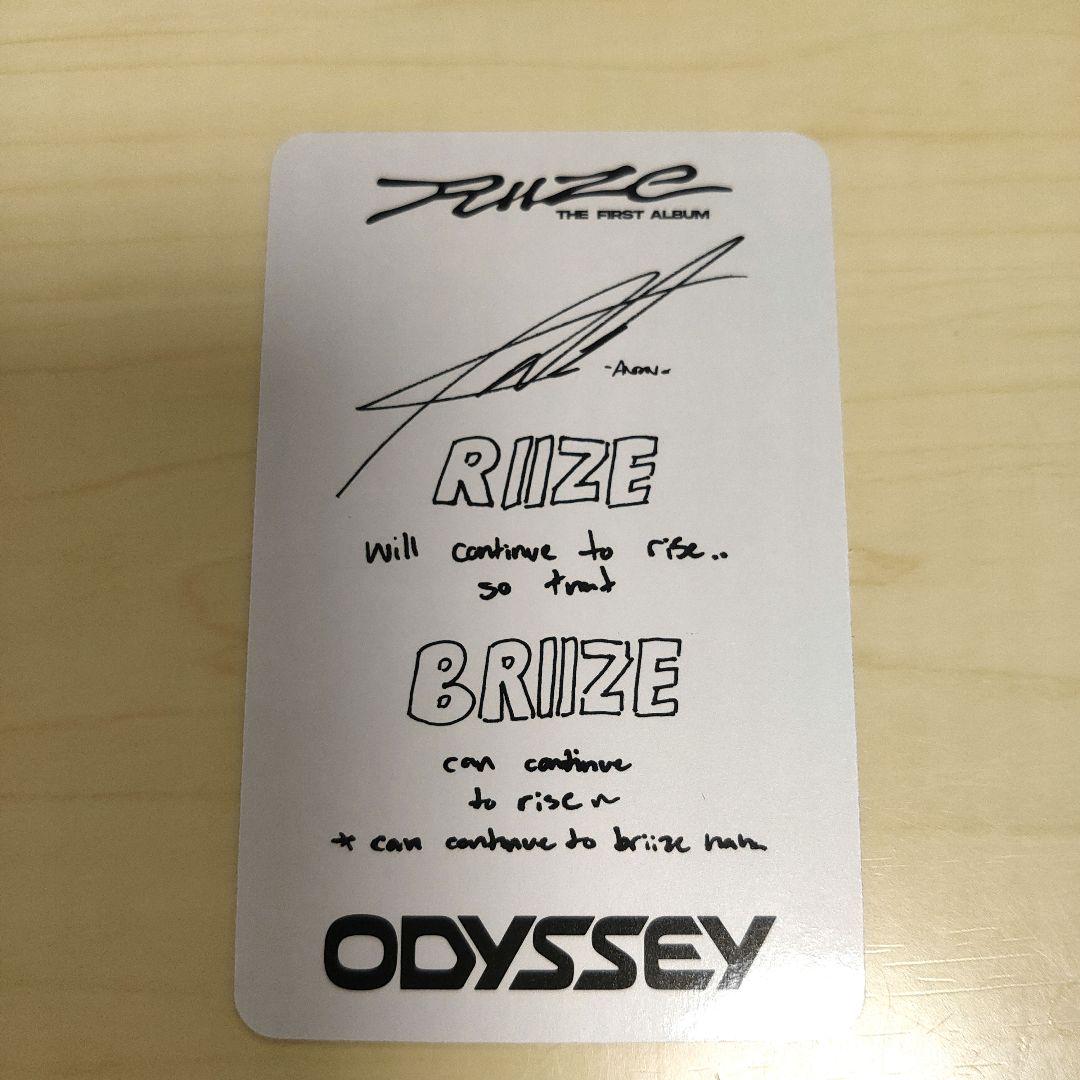 RIIZE
THE FIRST ALBUM
-Anton-
RIIZE
will continue to rise..
so that
BRIIZE
can continue
to rise ~
* can continue to briize haha
ODYSSEY